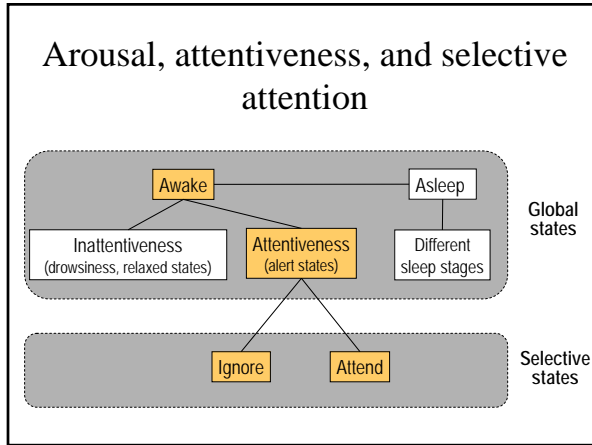 Arousal, attentiveness, and selective
attention
Awake
Asleep
Global
states
Inattentiveness
(drowsiness, relaxed states)
Attentiveness
(alert states)
Different
sleep stages
Ignore
Attend
Selective
states